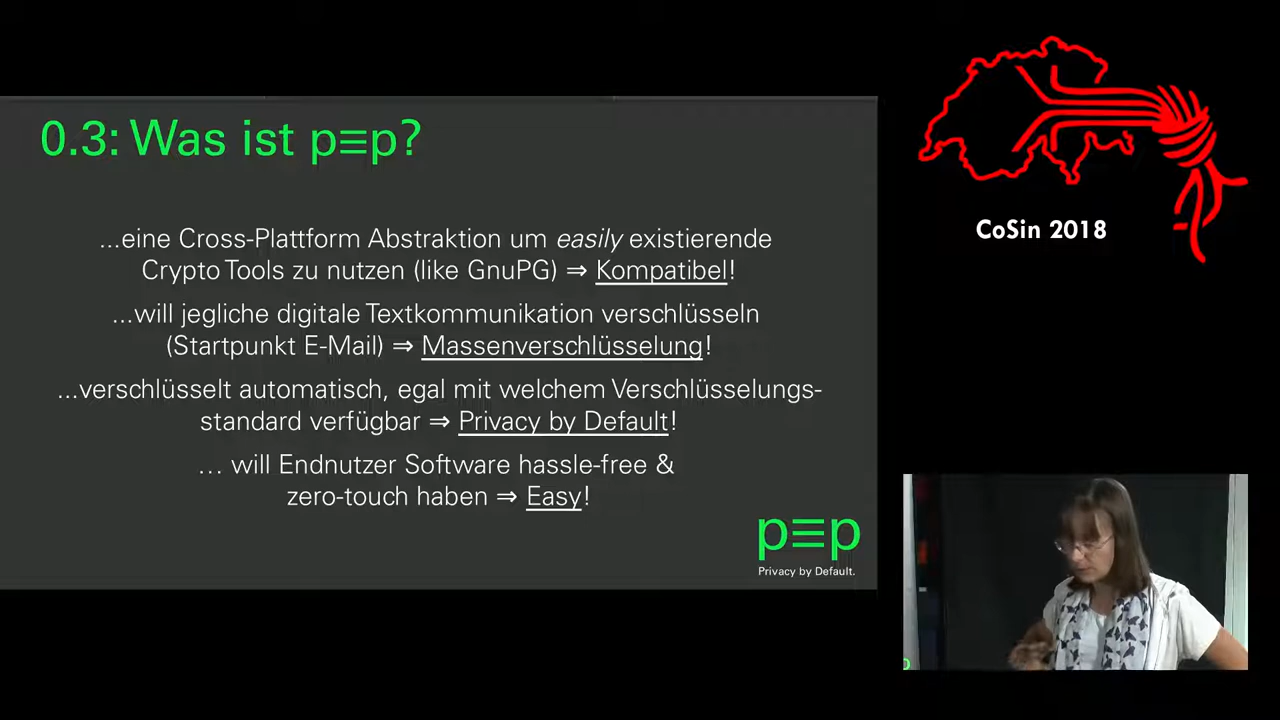 0.3: Was ist p≡p?
...eine Cross-Plattform Abstraktion um easily existierende
Crypto Tools zu nutzen (like GnuPG) ⇒ Kompatibel!
...will jegliche digitale Textkommunikation verschlüsseln
(Startpunkt E-Mail) ⇒ Massenverschlüsselung!
...verschlüsselt automatisch, egal mit welchem Verschlüsselungs-
standard verfügbar ⇒ Privacy by Default!
... will Endnutzer Software hassle-free &
zero-touch haben ⇒ Easy!
p≡p
Privacy by Default.
CoSin 2018
p